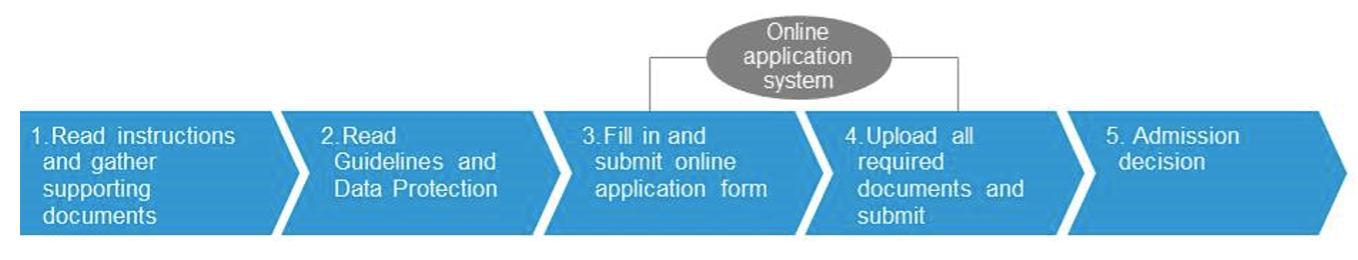 Online
application
system
1.Read instructions
and gather
supporting
documents
2.Read
Guidelines and
Data Protection
3.Fill in and
submit online
application form
4.Upload all
required
documents and
submit
5. Admission
decision